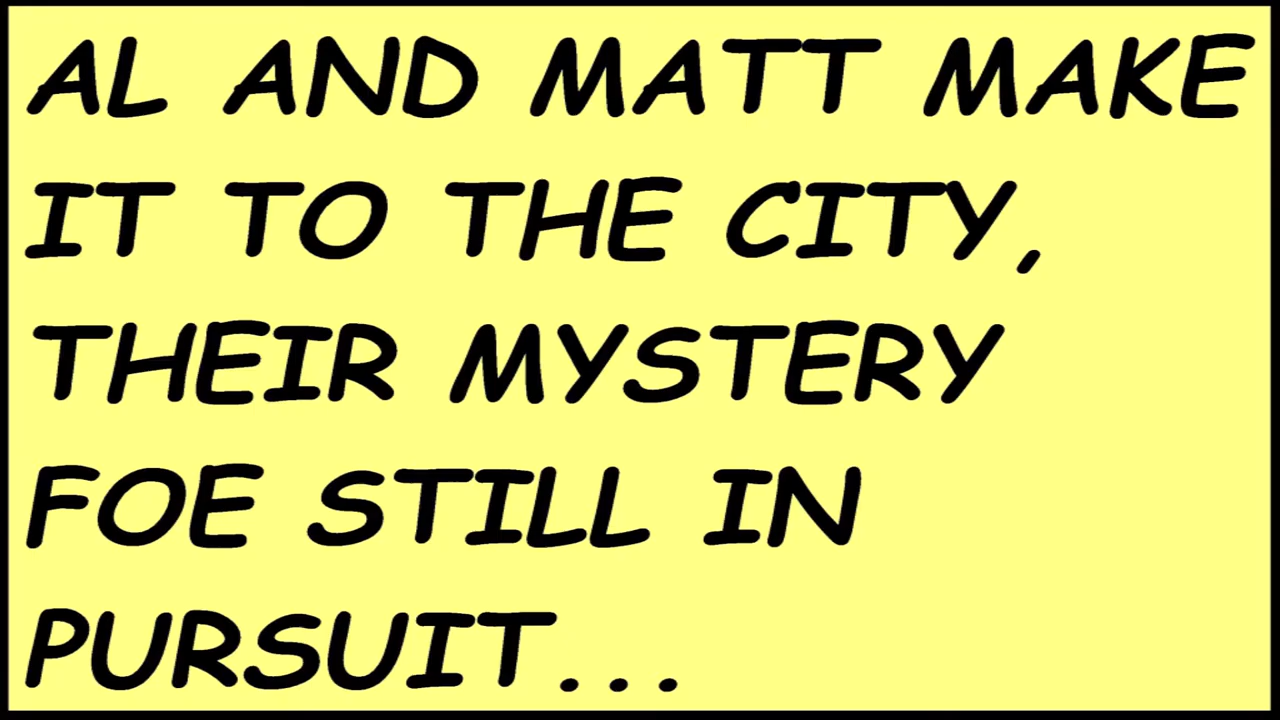 AL AND MATT MAKE
IT TO THE CITY,
THEIR MYSTERY
FOE STILL IN
PURSUIT...